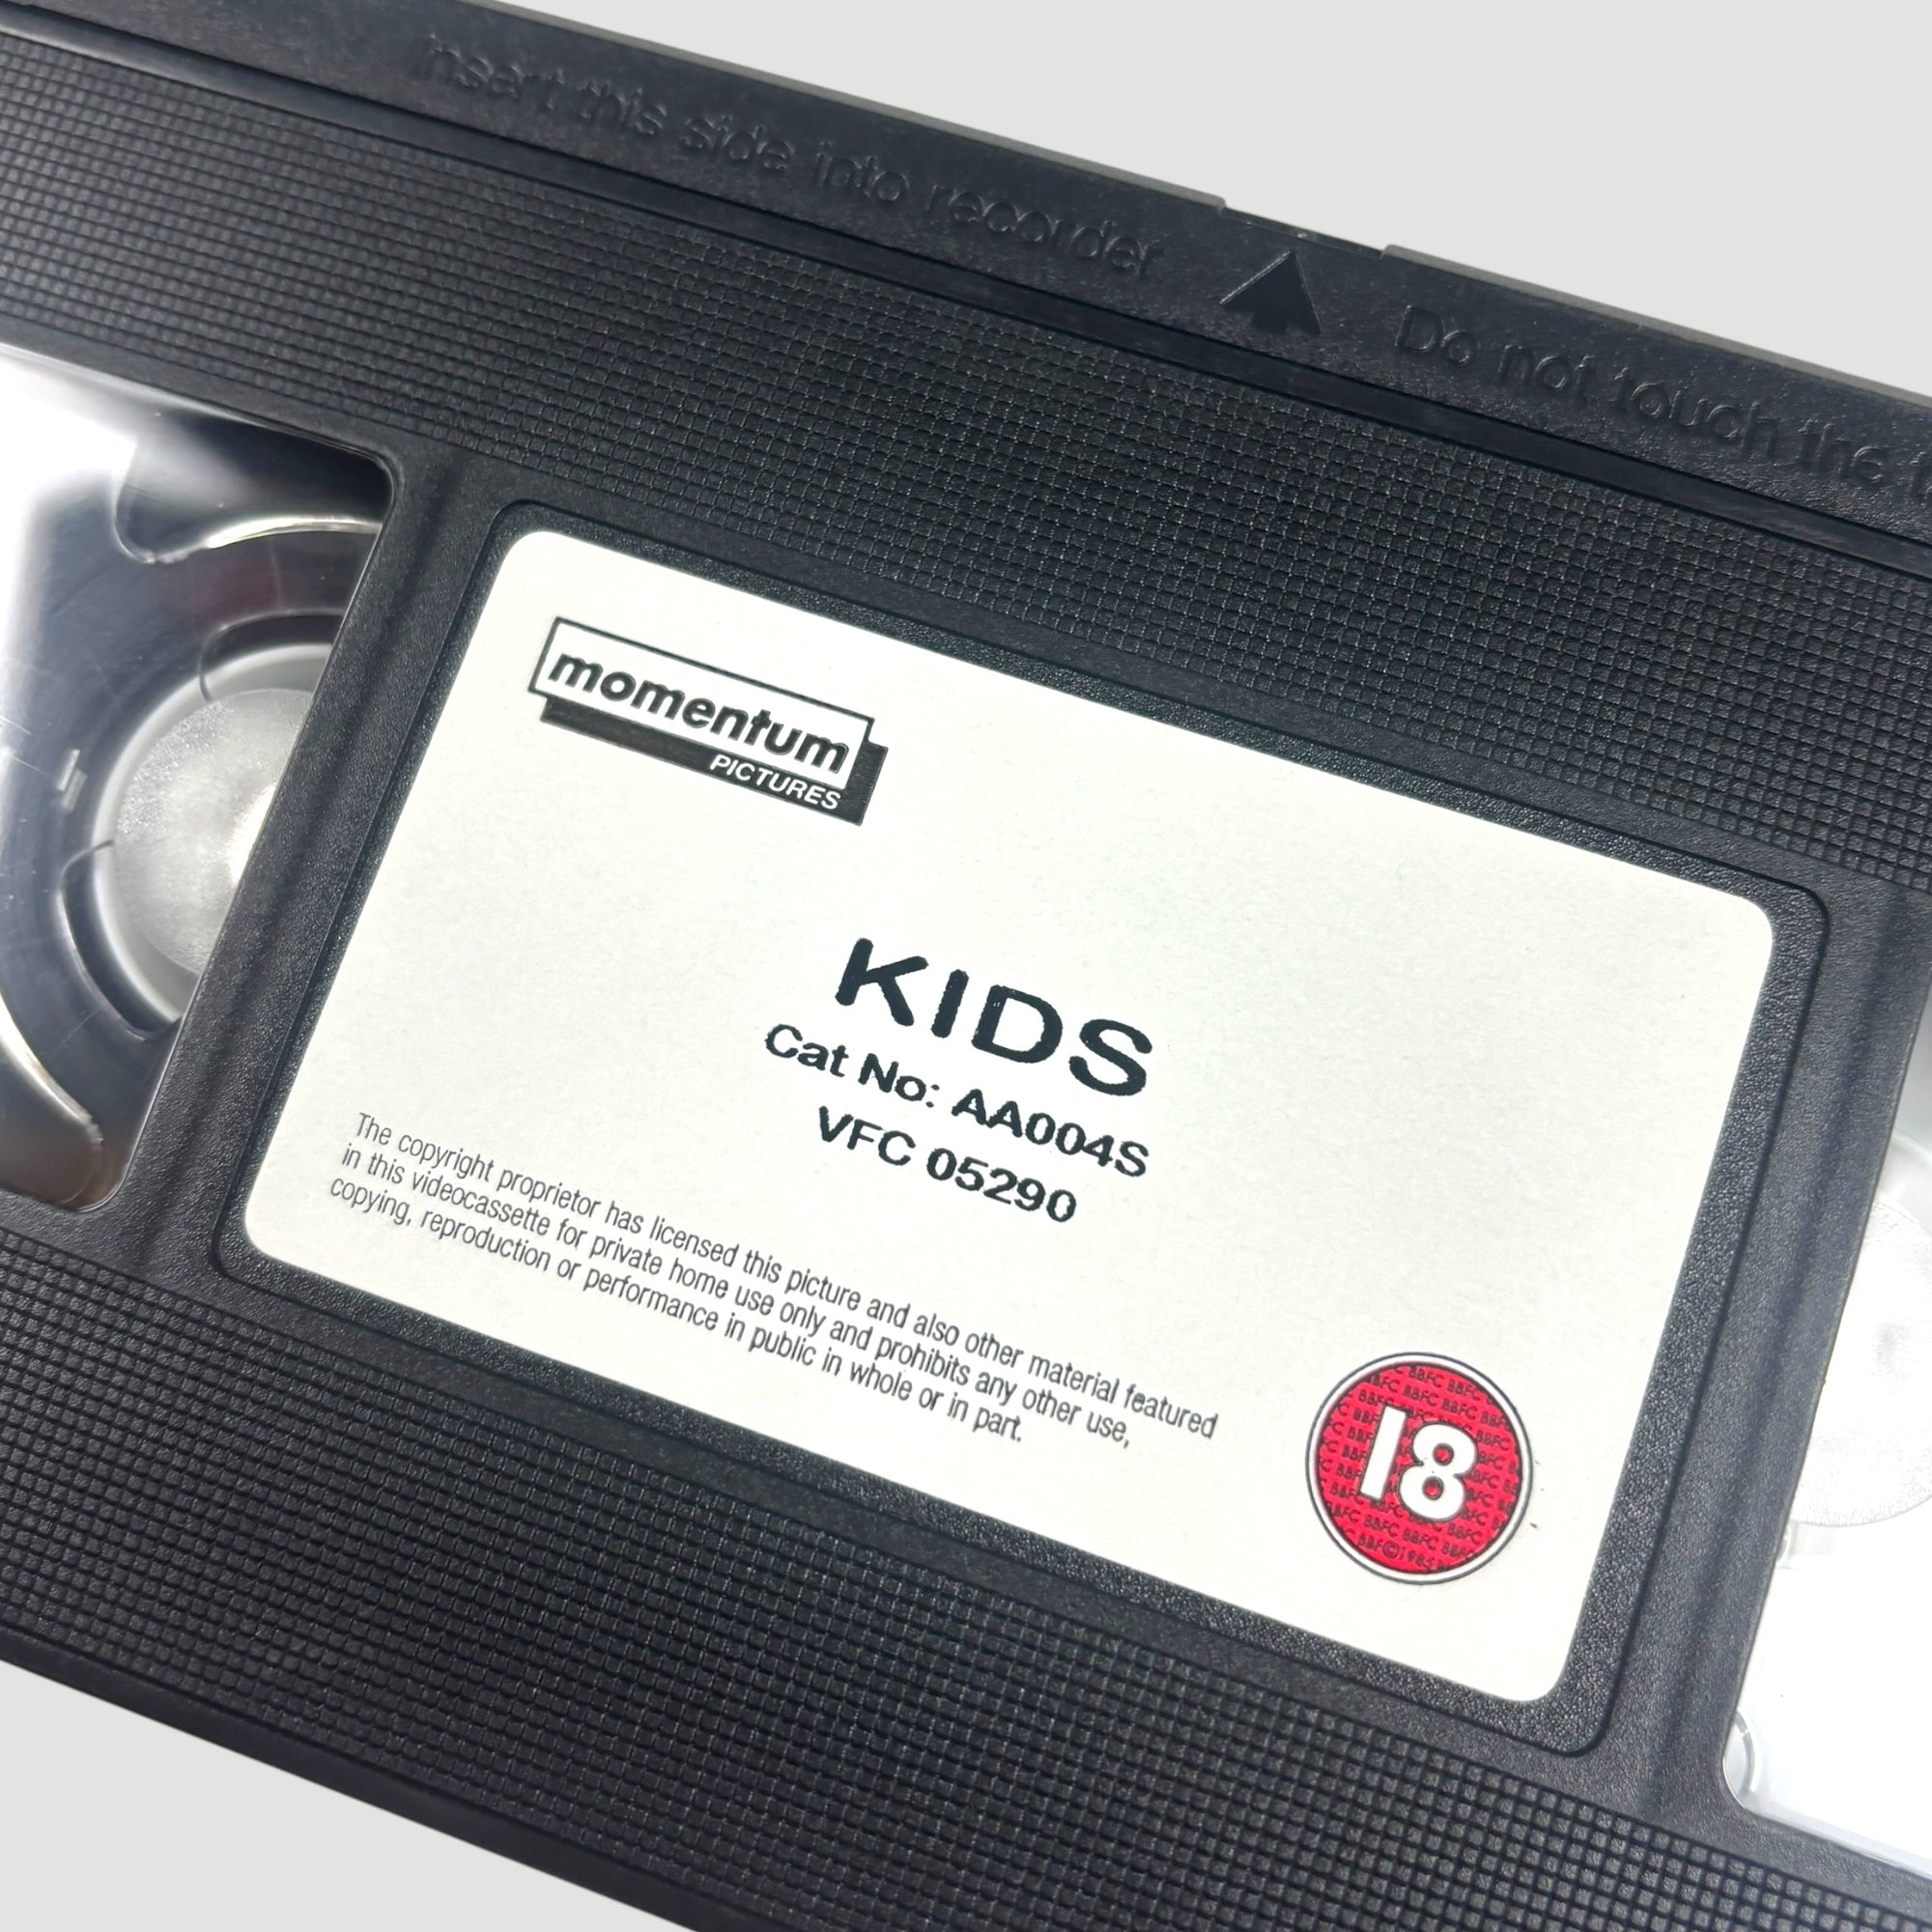 insert this side into recorder
Do not touch the
momentum
PICTURES
KIDS
Cat No: AA004S
VFC 05290
The copyright proprietor has licensed this picture and also other material featured
in this videocassette for private home use only and prohibits any other use,
copying, reproduction or performance in public in whole or in part.
18